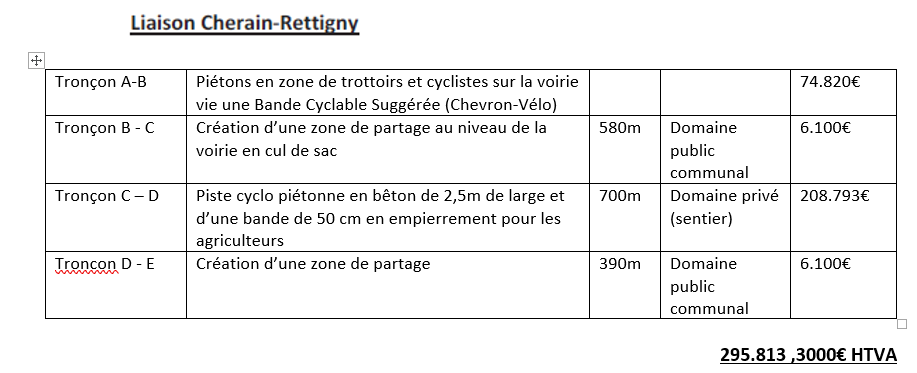 Liaison Cherain-Rettigny
Tronçon A-B
Piétons en zone de trottoirs et cyclistes sur la voirie
vie une Bande Cyclable Suggérée (Chevron-Vélo)
74.820€
Tronçon B - C
Création d’une zone de partage au niveau de la
voirie en cul de sac
580m
Domaine
public
communal
6.100€
Tronçon C – D
Piste cyclo piétonne en bêton de 2,5m de large et
d’une bande de 50 cm en empierrement pour les
agriculteurs
700m
Domaine privé
(sentier)
208.793€
Troncon D - E
Création d’une zone de partage
390m
Domaine
public
communal
6.100€
295.813 ,3000€ HTVA